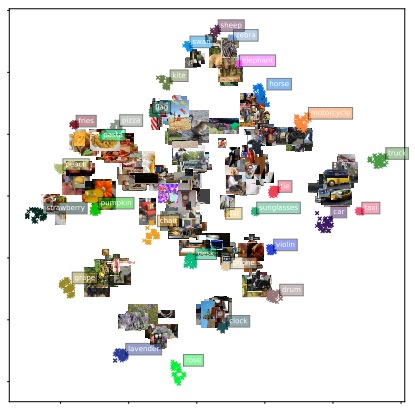 sheep
swan
zebra
elephant
kite
horse
flag
motorcycle
fries
pizza
pasta
truck
peach
tie
strawberry
pumpkin
sunglasses
car
taxi
chair
violin
grape
drum
clock
lavender
rose